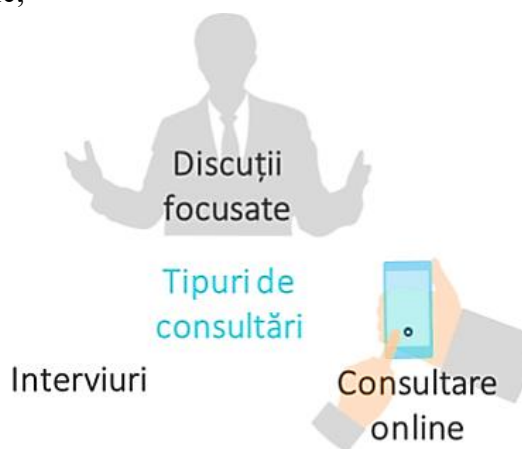 Discuții
focusate
Tipuri de
consultări
Interviuri
Consultare
online